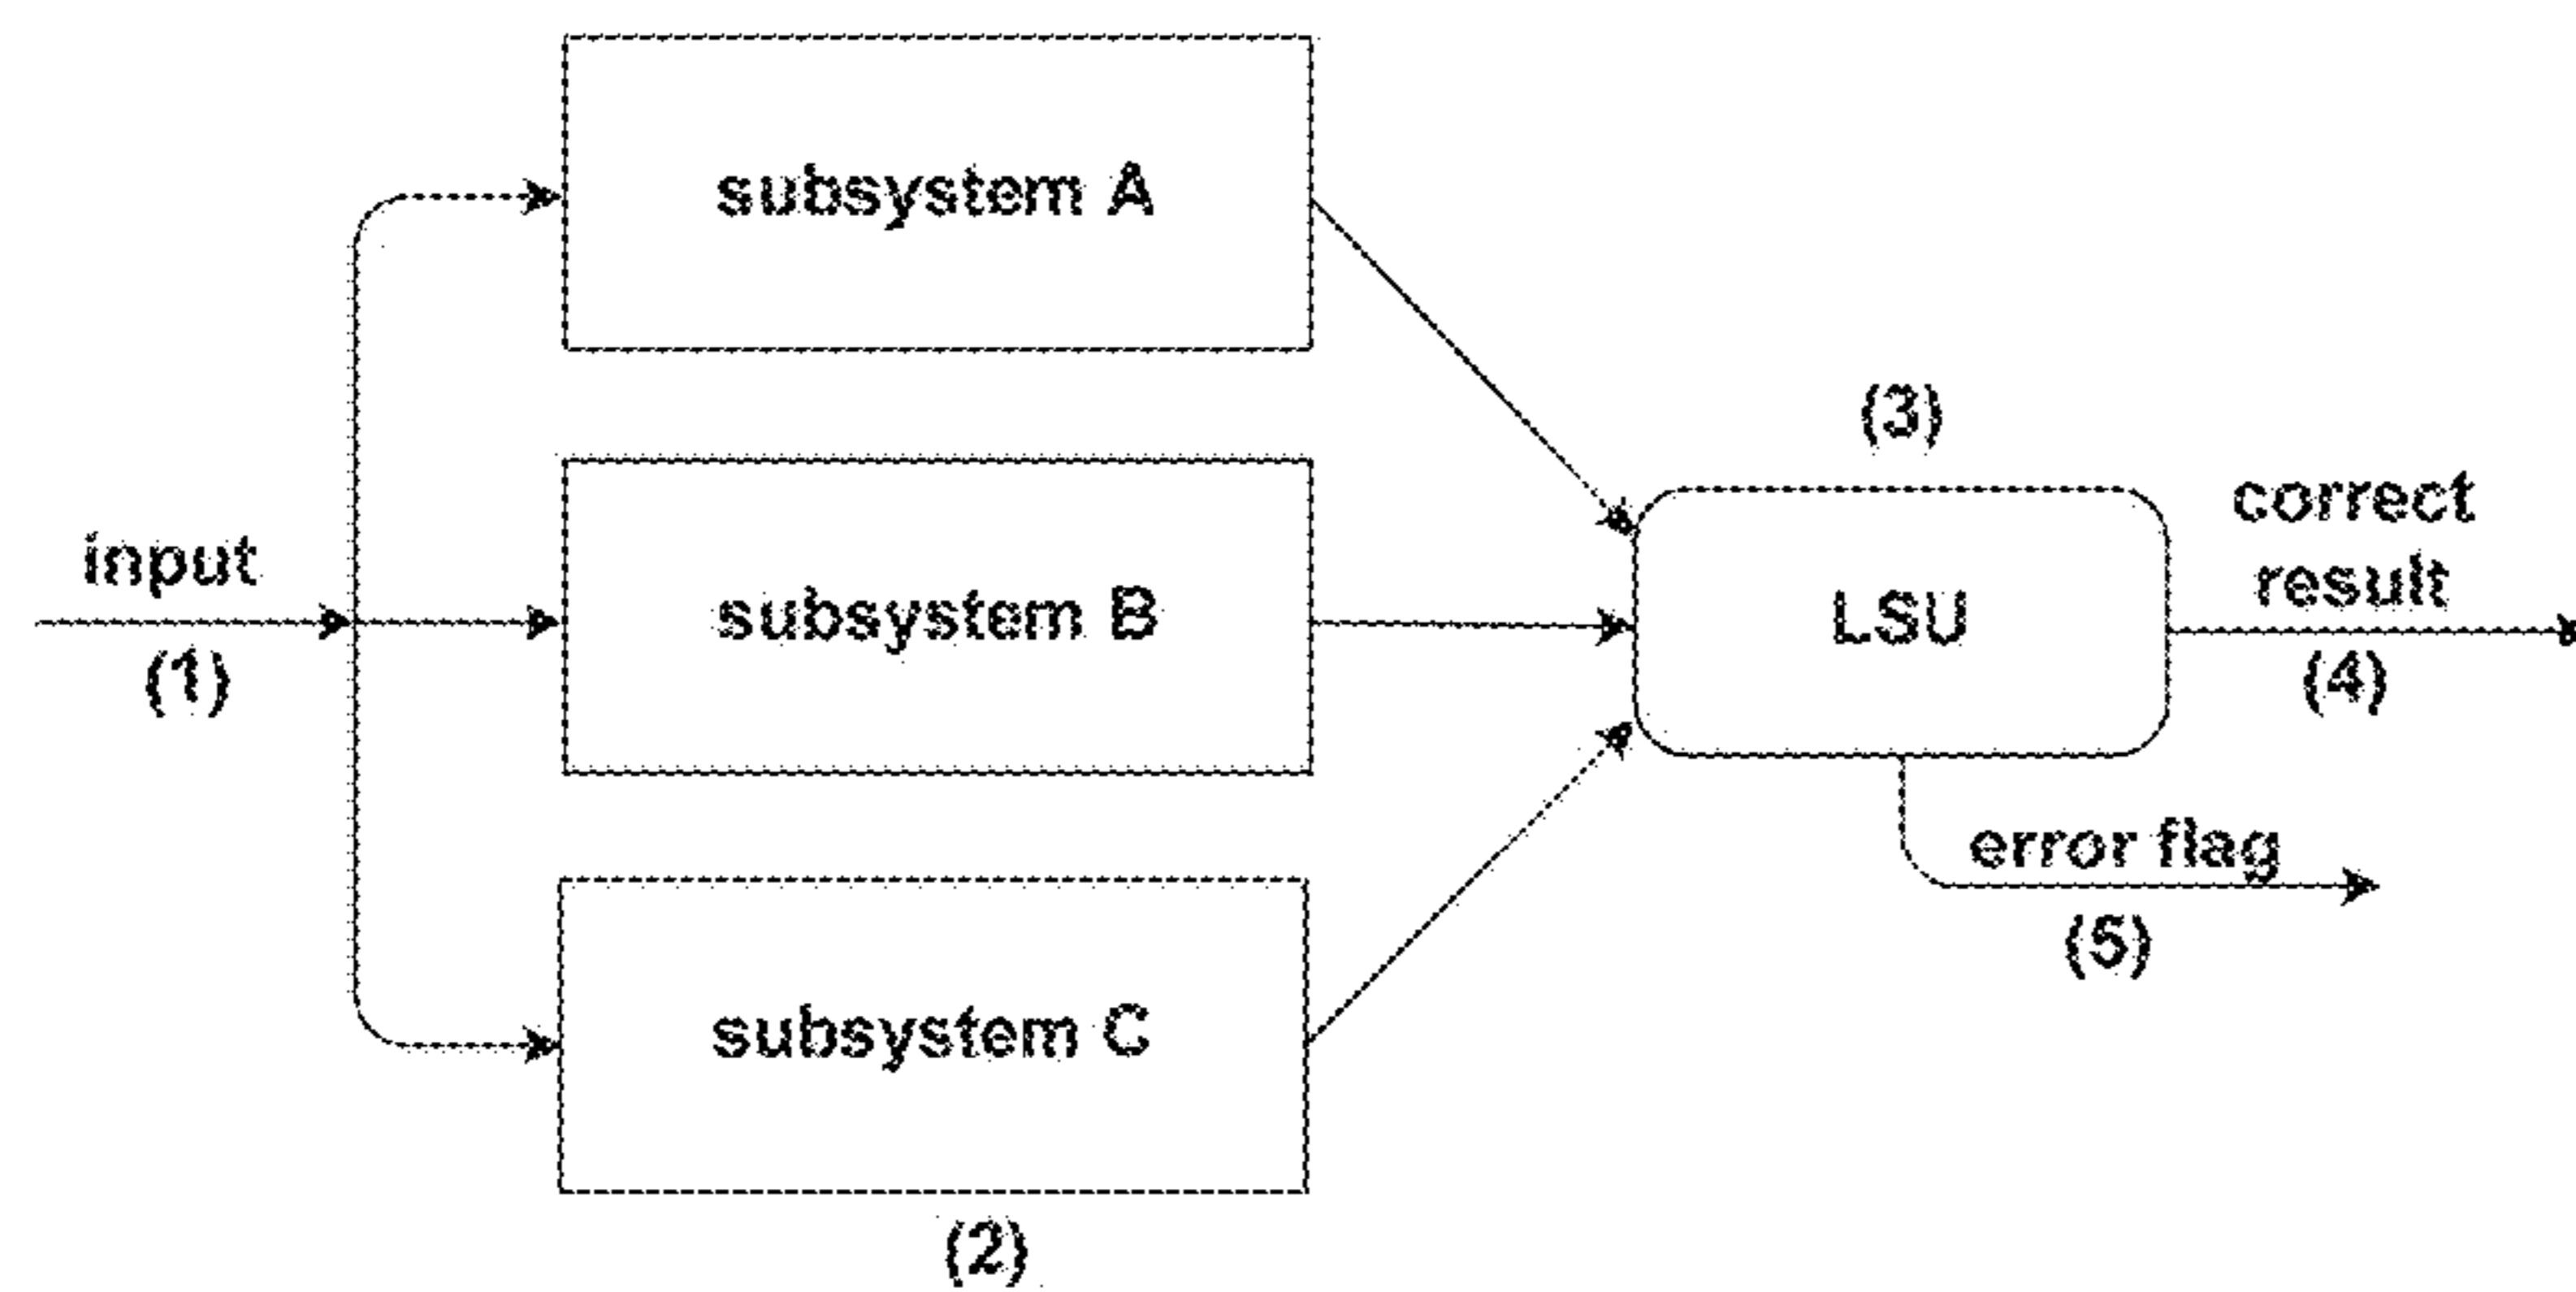 subsystem A
(3)
correct
result
input
(1)
subsystem B
LSU
(4)
error flag
(5)
subsystem C
(2)